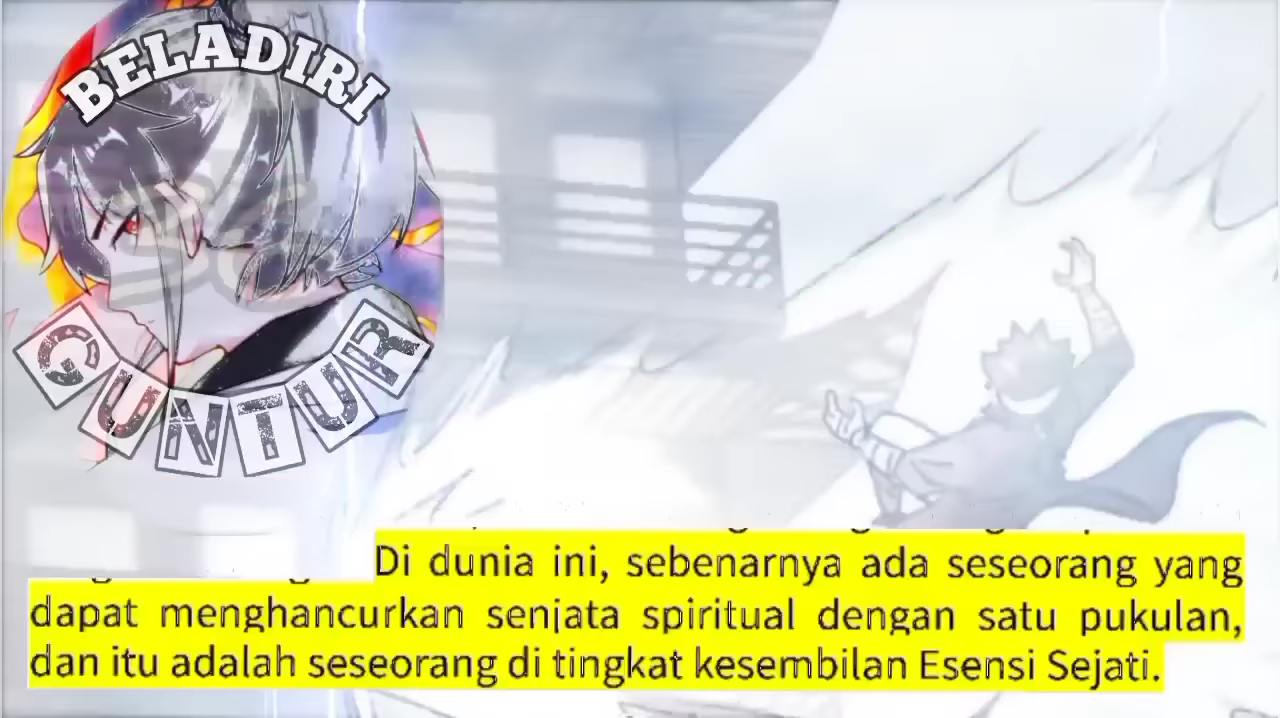 BELADIRI
GUNTUR
Di dunia ini, sebenarnya ada seseorang yang
dapat menghancurkan senjata spiritual dengan satu pukulan,
dan itu adalah seseorang di tingkat kesembilan Esensi Sejati.